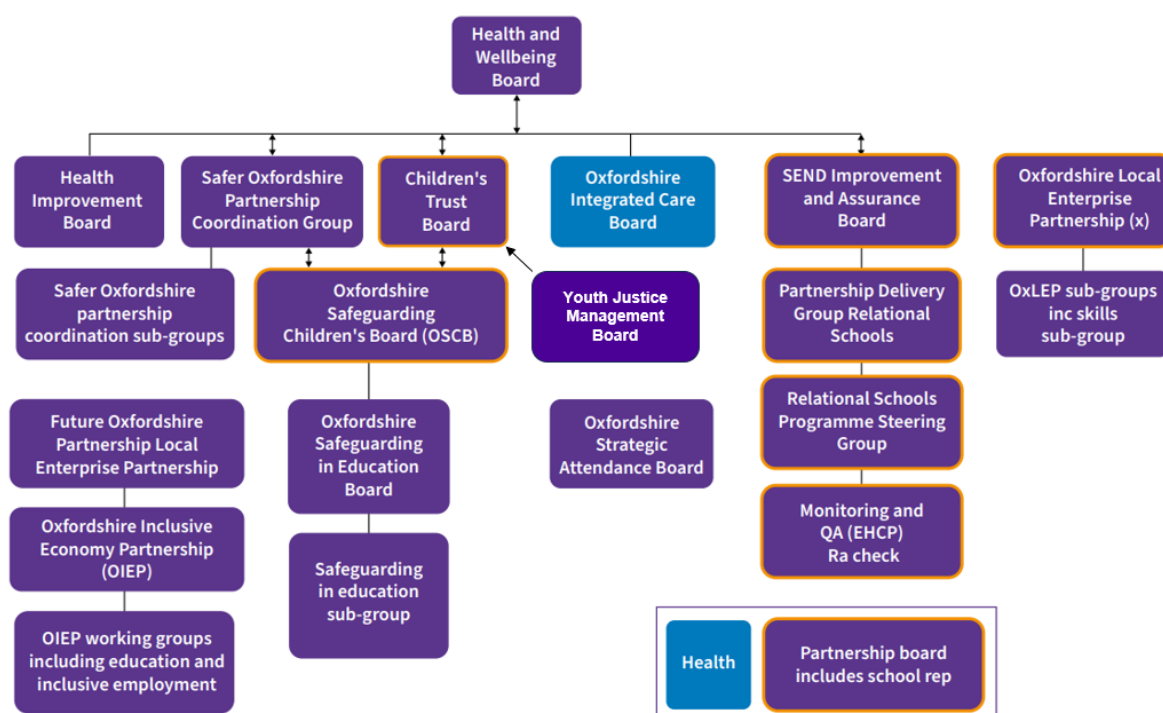 Health and
Wellbeing
Board
Health
Improvement
Board
Safer Oxfordshire
Partnership
Coordination Group
Children's
Trust
Board
Oxfordshire
Integrated Care
Board
SEND Improvement
and Assurance
Board
Oxfordshire Local
Enterprise
Partnership (x)
Safer Oxfordshire
partnership
coordination sub-groups
Oxfordshire
Safeguarding
Children's Board (OSCB)
Youth Justice
Management
Board
Partnership Delivery
Group Relational
Schools
OxLEP sub-groups
inc skills
sub-group
Future Oxfordshire
Partnership Local
Enterprise Partnership
Oxfordshire
Safeguarding
in Education
Board
Oxfordshire
Strategic
Attendance Board
Relational Schools
Programme Steering
Group
Oxfordshire Inclusive
Economy Partnership
(OIEP)
Safeguarding
in education
sub-group
Monitoring and
QA (EHCP)
Ra check
OIEP working groups
including education and
inclusive employment
Health
Partnership board
includes school rep